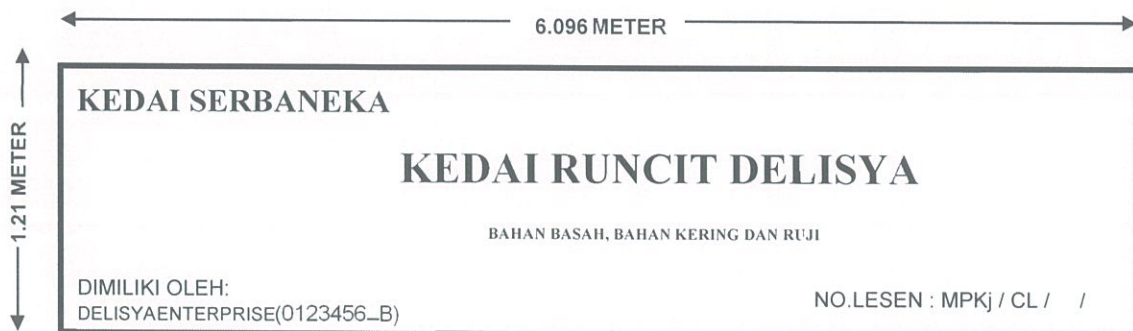 6.096 METER
1.21 METER
KEDAI SERBANEKA
KEDAI RUNCIT DELISYA
BAHAN BASAH, BAHAN KERING DAN RUJI
DIMILIKI OLEH:
DELISYAENTERPRISE(0123456_B)
NO.LESEN : MPKj / CL / /